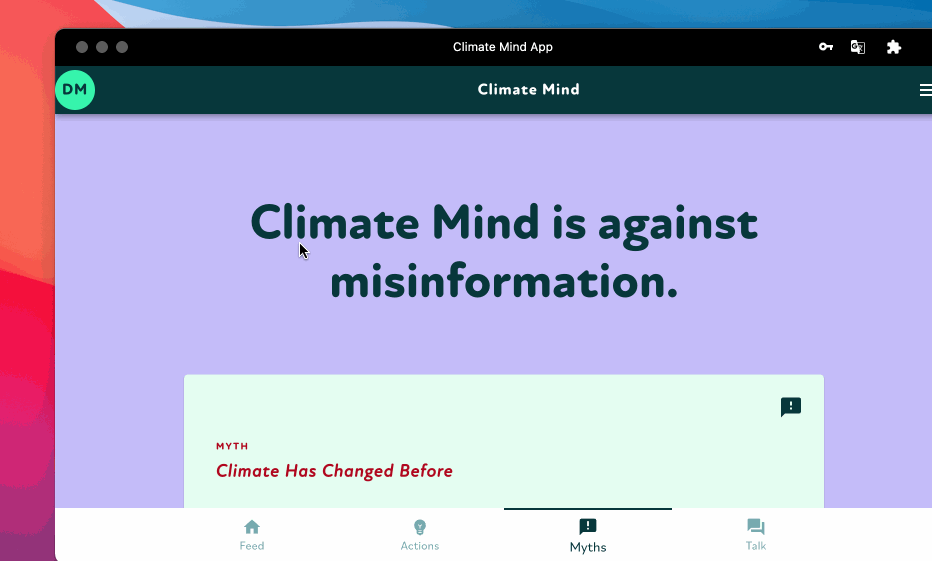 Climate Mind App
DM
Climate Mind
Climate Mind is against
misinformation.
MYTH
Climate Has Changed Before
Feed
Actions
Myths
Talk